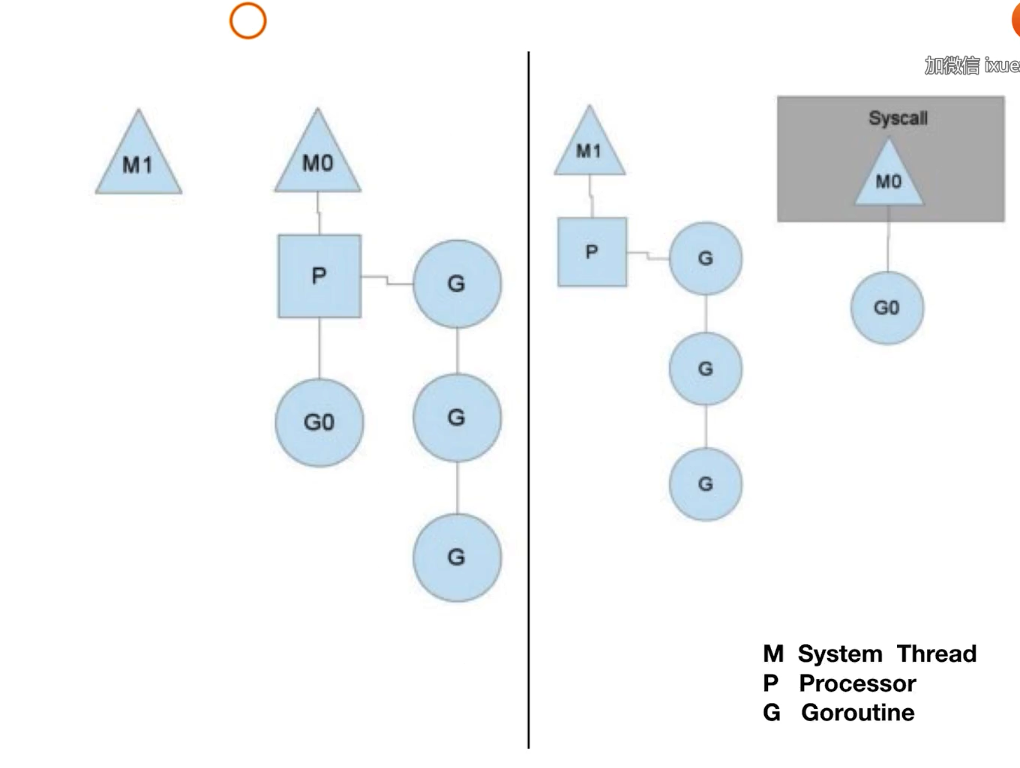 加微信 ixue
M1
M0
P
G
G0
G
G
M1
P
G
G
G
Syscall
M0
G0
M System Thread
P Processor
G Goroutine